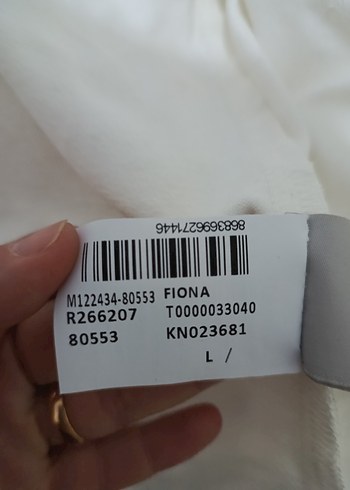 8683696271446
M122434-80553 FIONA
R266207 T0000033040
80553 KN023681
L /